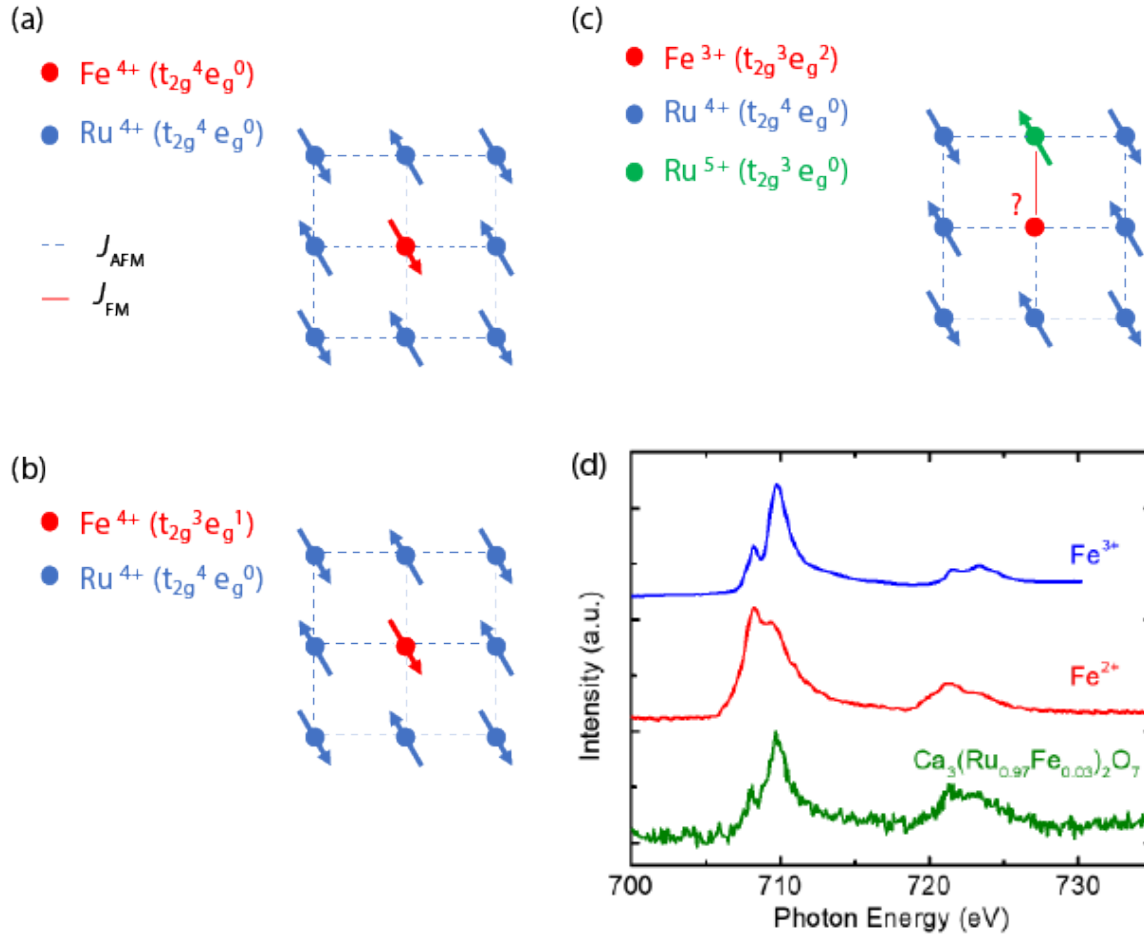 (a)
Fe 4+ (t2g4eg0)
Ru 4+ (t2g4 eg0)
JAFM
JFM
(b)
Fe 4+ (t2g3eg1)
Ru 4+ (t2g4 eg0)
(c)
Fe 3+ (t2g3eg2)
Ru 4+ (t2g4 eg0)
Ru 5+ (t2g3 eg0)
?
(d)
Intensity (a.u.)
Fe3+
Fe2+
Ca3(Ru0.97Fe0.03)2O7
700 710 720 730
Photon Energy (eV)